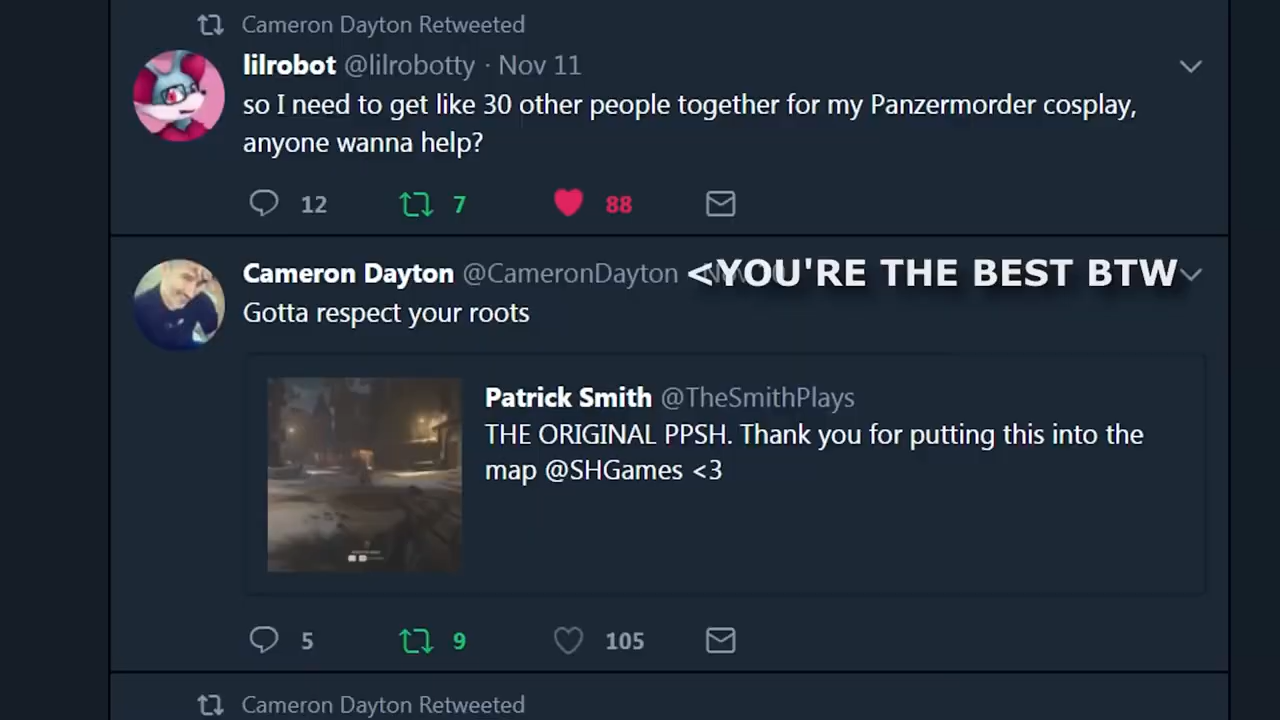 Cameron Dayton Retweeted
lilrobot @lilrobotty · Nov 11
so I need to get like 30 other people together for my Panzermorder cosplay,
anyone wanna help?
12 7 88
Cameron Dayton @CameronDayton <YOU'RE THE BEST BTW
Gotta respect your roots
Patrick Smith @TheSmithPlays
THE ORIGINAL PPSH. Thank you for putting this into the
map @SHGames <3
5 9 105
Cameron Dayton Retweeted